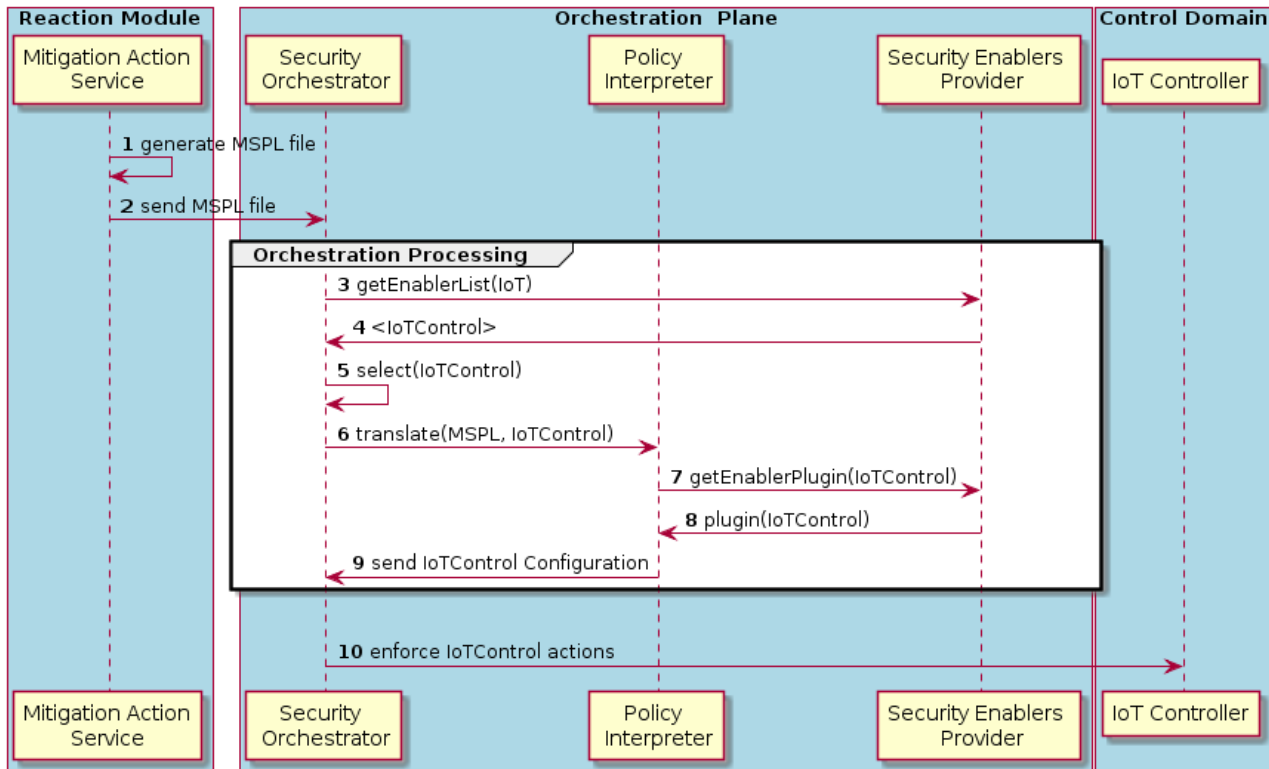 Reaction Module
Orchestration  Plane
Control Domain
Mitigation Action
Service
Security
Orchestrator
Policy
Interpreter
Security Enablers
Provider
IoT Controller
1 generate MSPL file
2 send MSPL file
Orchestration Processing
3 getEnablerList(IoT)
4 <IoTControl>
5 select(IoTControl)
6 translate(MSPL, IoTControl)
7 getEnablerPlugin(IoTControl)
8 plugin(IoTControl)
9 send IoTControl Configuration
10 enforce IoTControl actions
Mitigation Action
Service
Security
Orchestrator
Policy
Interpreter
Security Enablers
Provider
IoT Controller